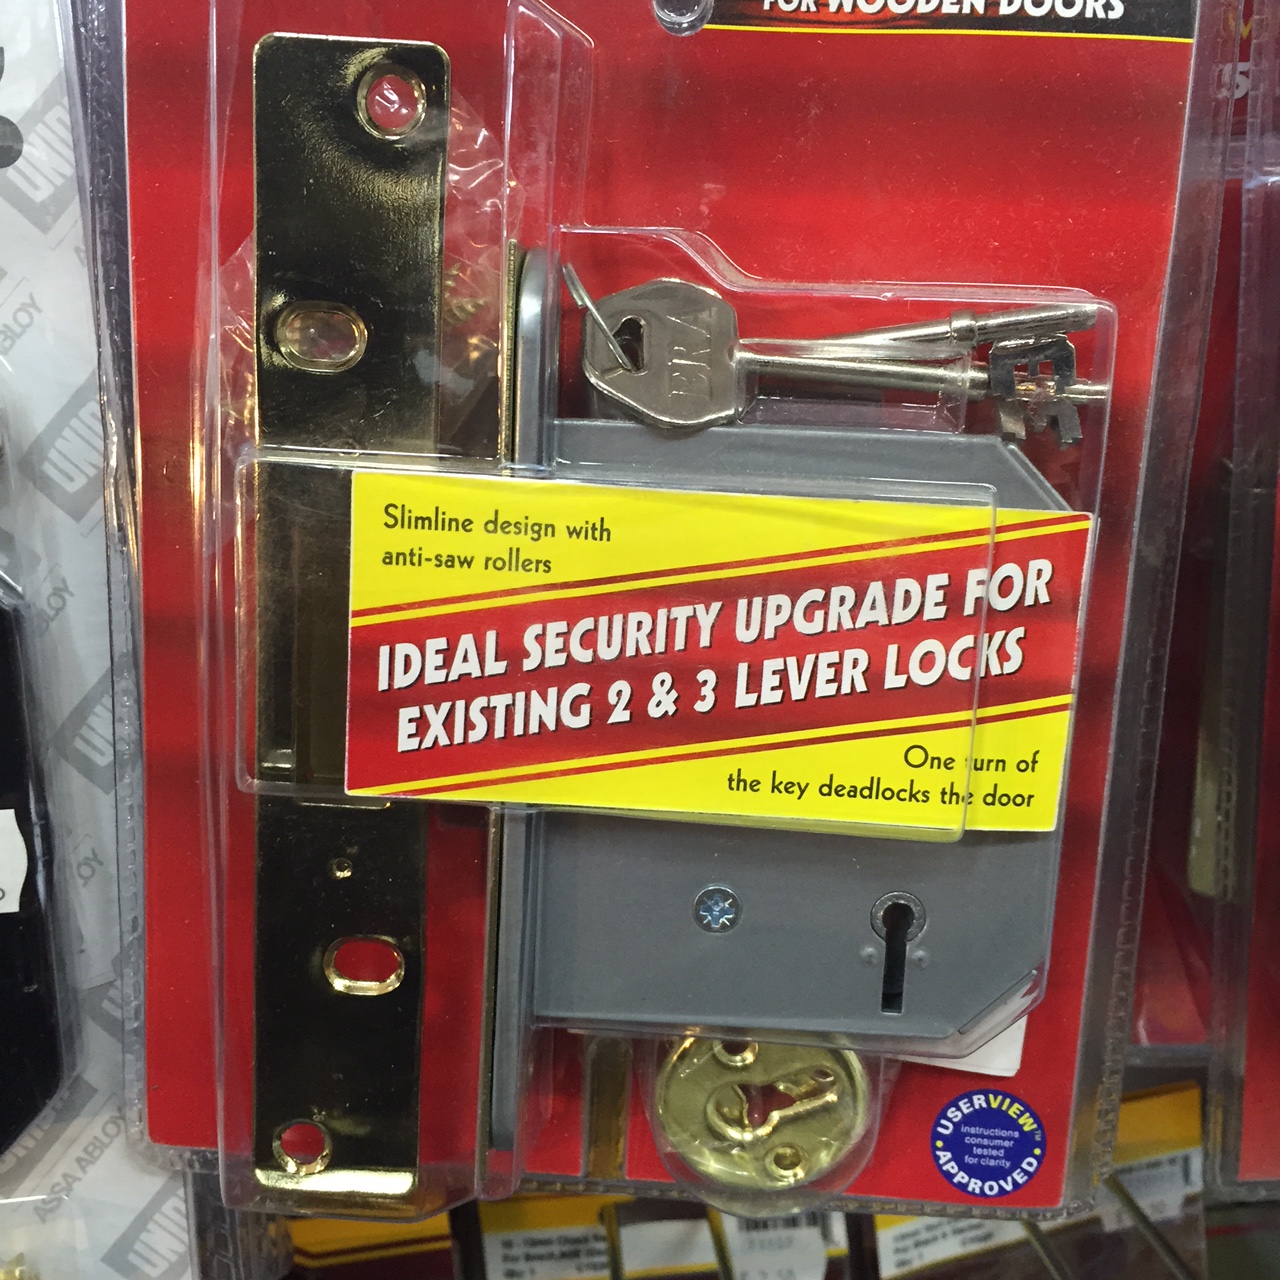 FOR WOODEN DOORS
ERA
Slimline design with
anti-saw rollers
IDEAL SECURITY UPGRADE FOR
EXISTING 2 & 3 LEVER LOCKS
One turn of
the key deadlocks the door
USERVIEW™
instructions
consumer
tested
for clarity
APPROVED
ASSA ABLOY